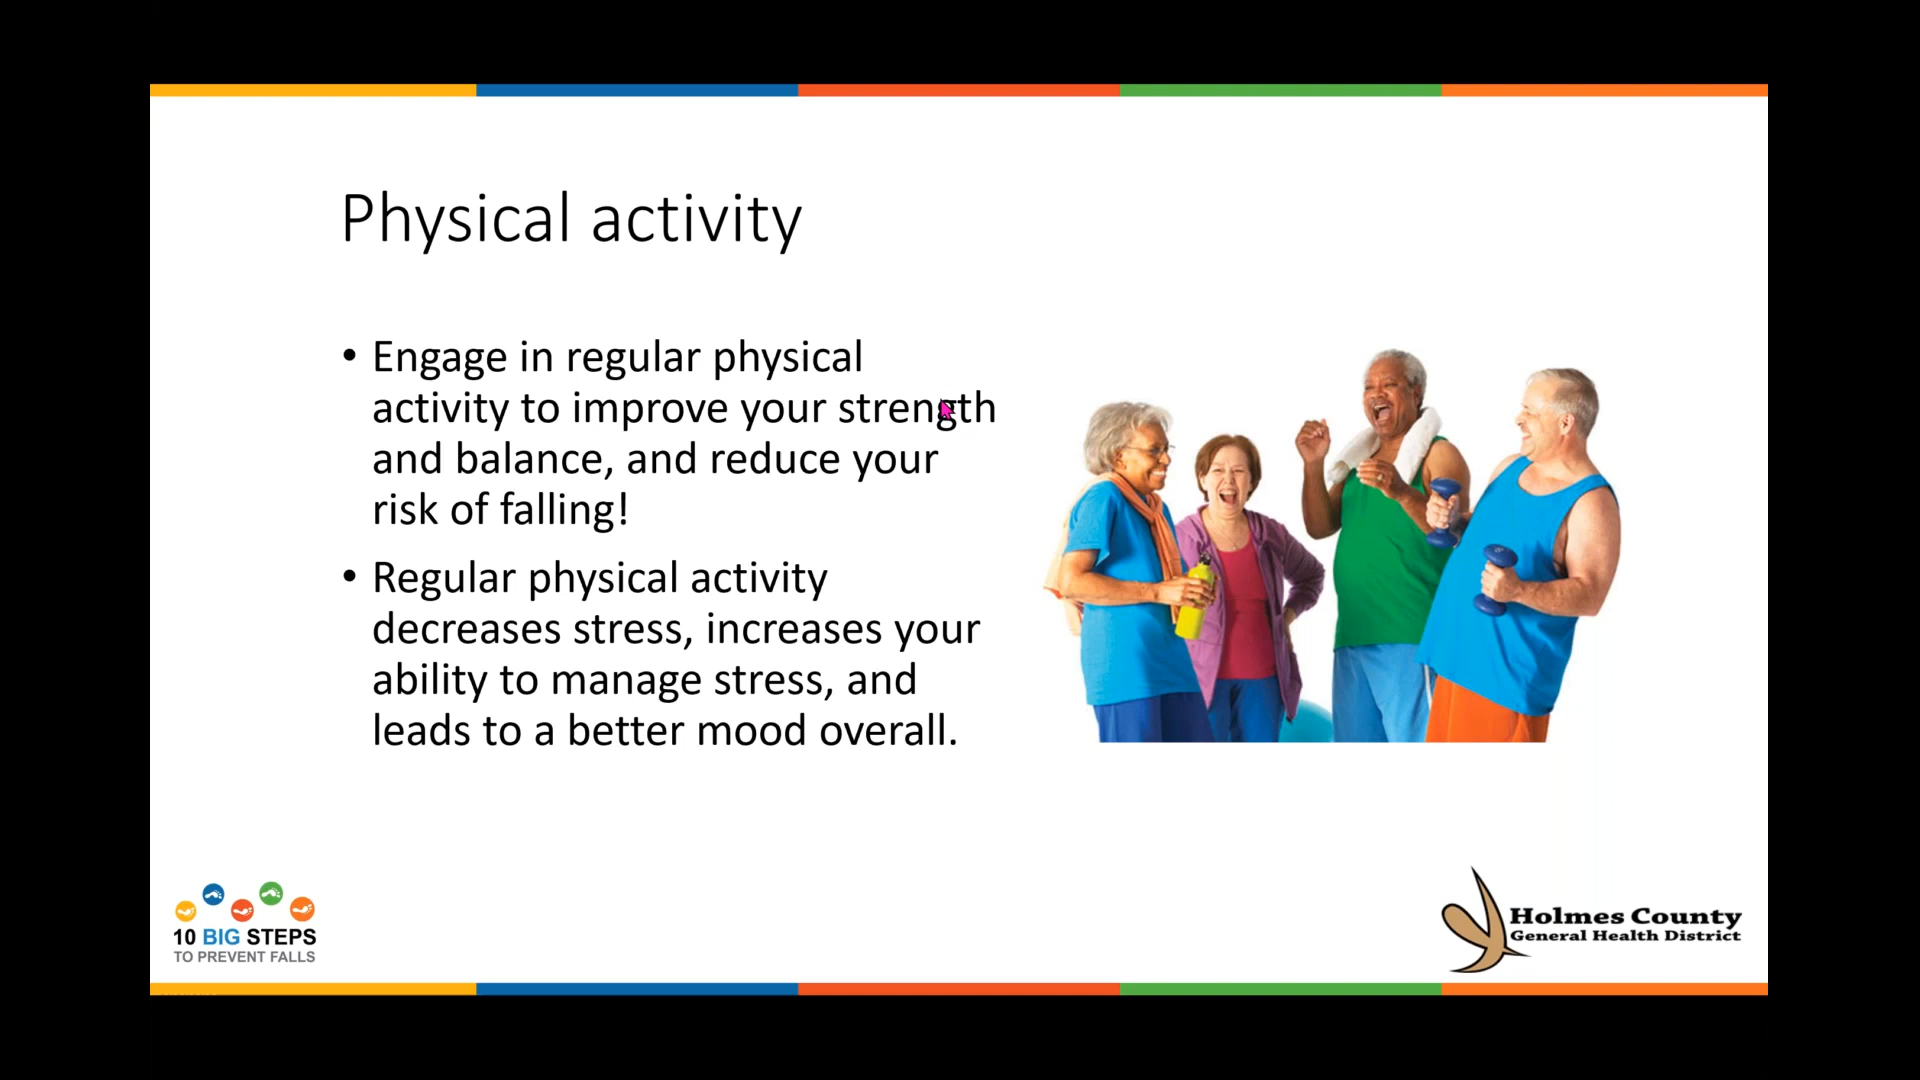 Physical activity
• Engage in regular physical
activity to improve your strength
and balance, and reduce your
risk of falling!
• Regular physical activity
decreases stress, increases your
ability to manage stress, and
leads to a better mood overall.
10 BIG STEPS
TO PREVENT FALLS
Holmes County
General Health District